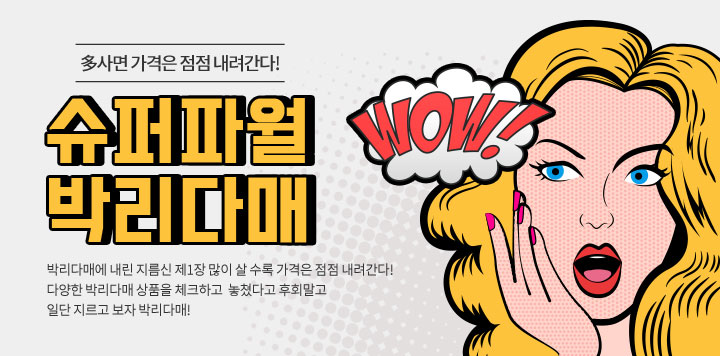 多사면 가격은 점점 내려간다!
슈퍼파월
박리다매
WOW!
박리다매에 내린 지름신 제1장 많이 살 수록 가격은 점점 내려간다!
다양한 박리다매 상품을 체크하고 놓쳤다고 후회말고
일단 지르고 보자 박리다매!